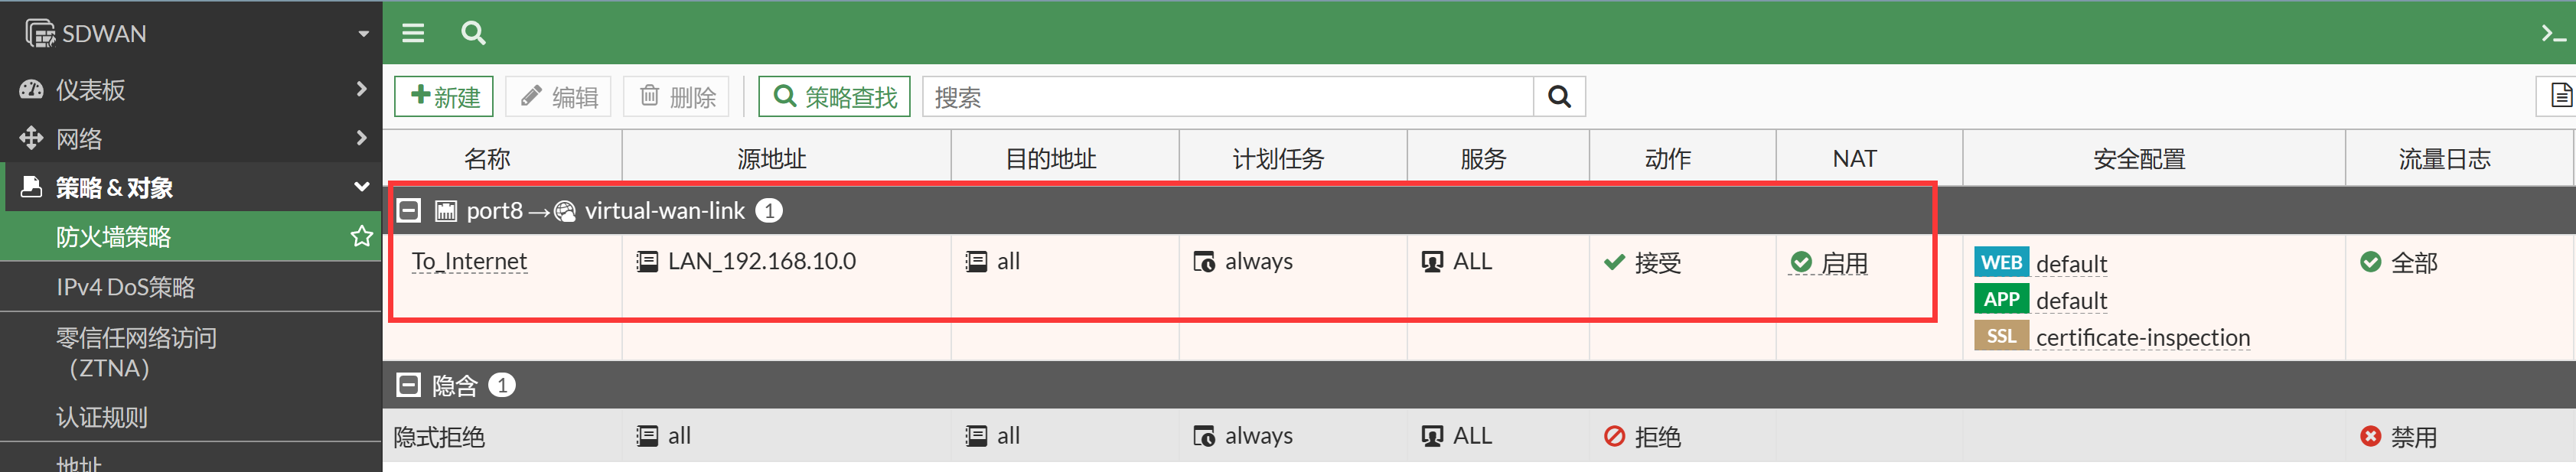 SDWAN
仪表板
网络
策略 & 对象
防火墙策略
IPv4 DoS策略
零信任网络访问
（ZTNA）
认证规则
地址
新建 编辑 删除 策略查找 搜索
名称 源地址 目的地址 计划任务 服务 动作 NAT 安全配置 流量日志
port8→ virtual-wan-link 1
To_Internet LAN_192.168.10.0 all always ALL 接受 启用 WEB default 全部
APP default
SSL certificate-inspection
隐含 1
隐式拒绝 all all always ALL 拒绝 禁用